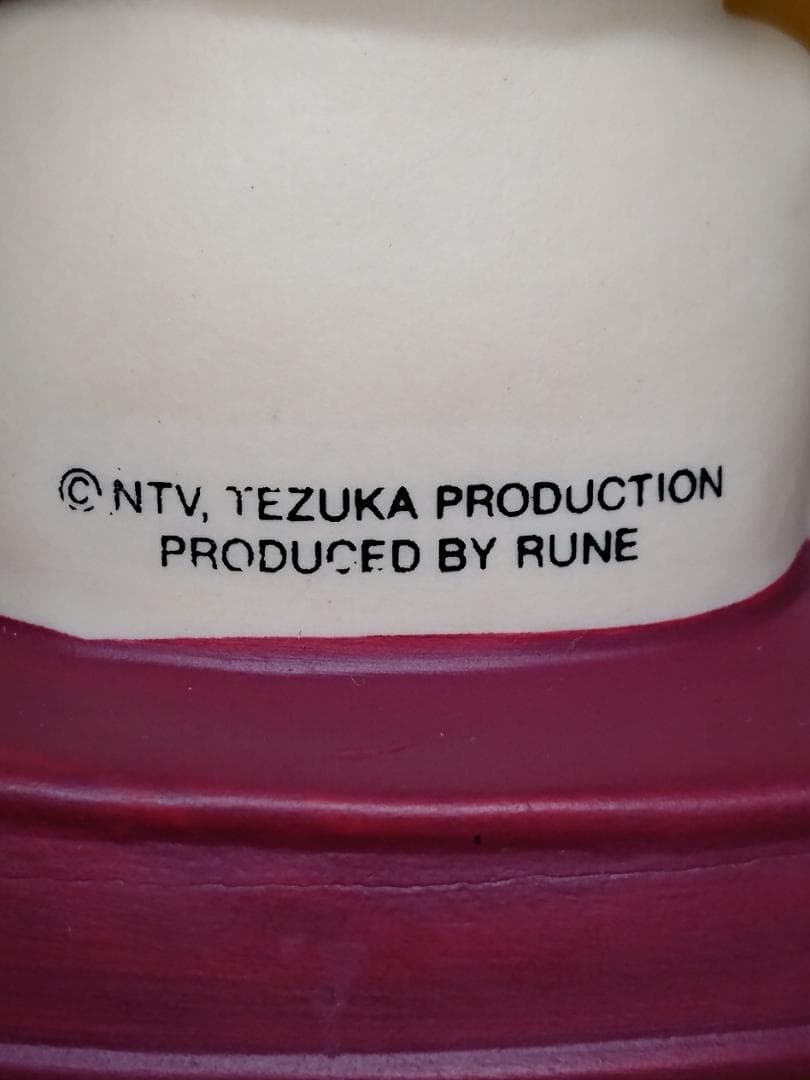 © NTV, TEZUKA PRODUCTION
PRODUCED BY RUNE